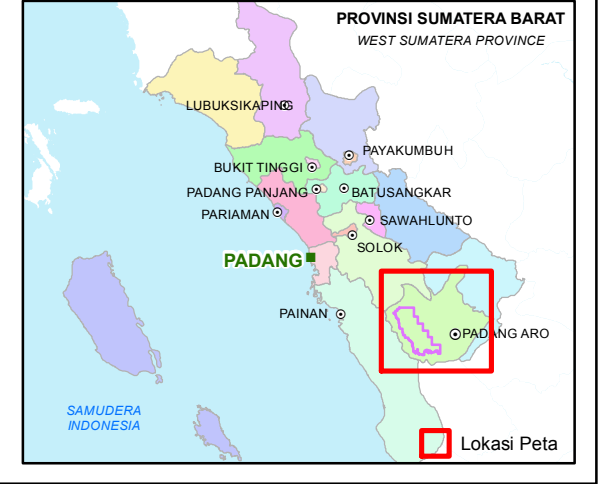 PROVINSI SUMATERA BARAT
WEST SUMATERA PROVINCE
LUBUKSIKAPING
PAYAKUMBUH
BUKIT TINGGI
PADANG PANJANG
BATUSANGKAR
PARIAMAN
SAWAHLUNTO
SOLOK
PADANG
PAINAN
PADANG ARO
SAMUDERA
INDONESIA
Lokasi Peta